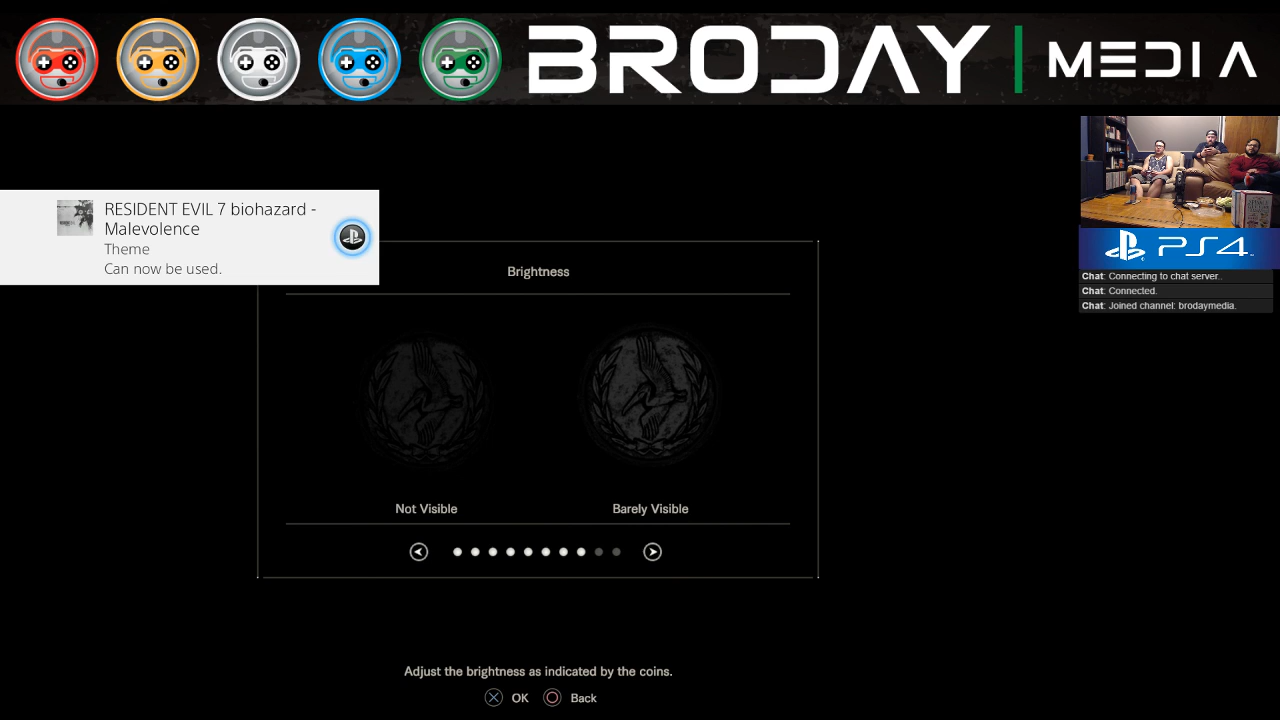 BRODAY MEDIA
RESIDENT EVIL 7 biohazard -
Malevolence
Theme
Can now be used.
PS4
Chat: Connecting to chat server..
Chat: Connected.
Chat: Joined channel: brodaymedia.
Brightness
Not Visible
Barely Visible
Adjust the brightness as indicated by the coins.
OK
Back